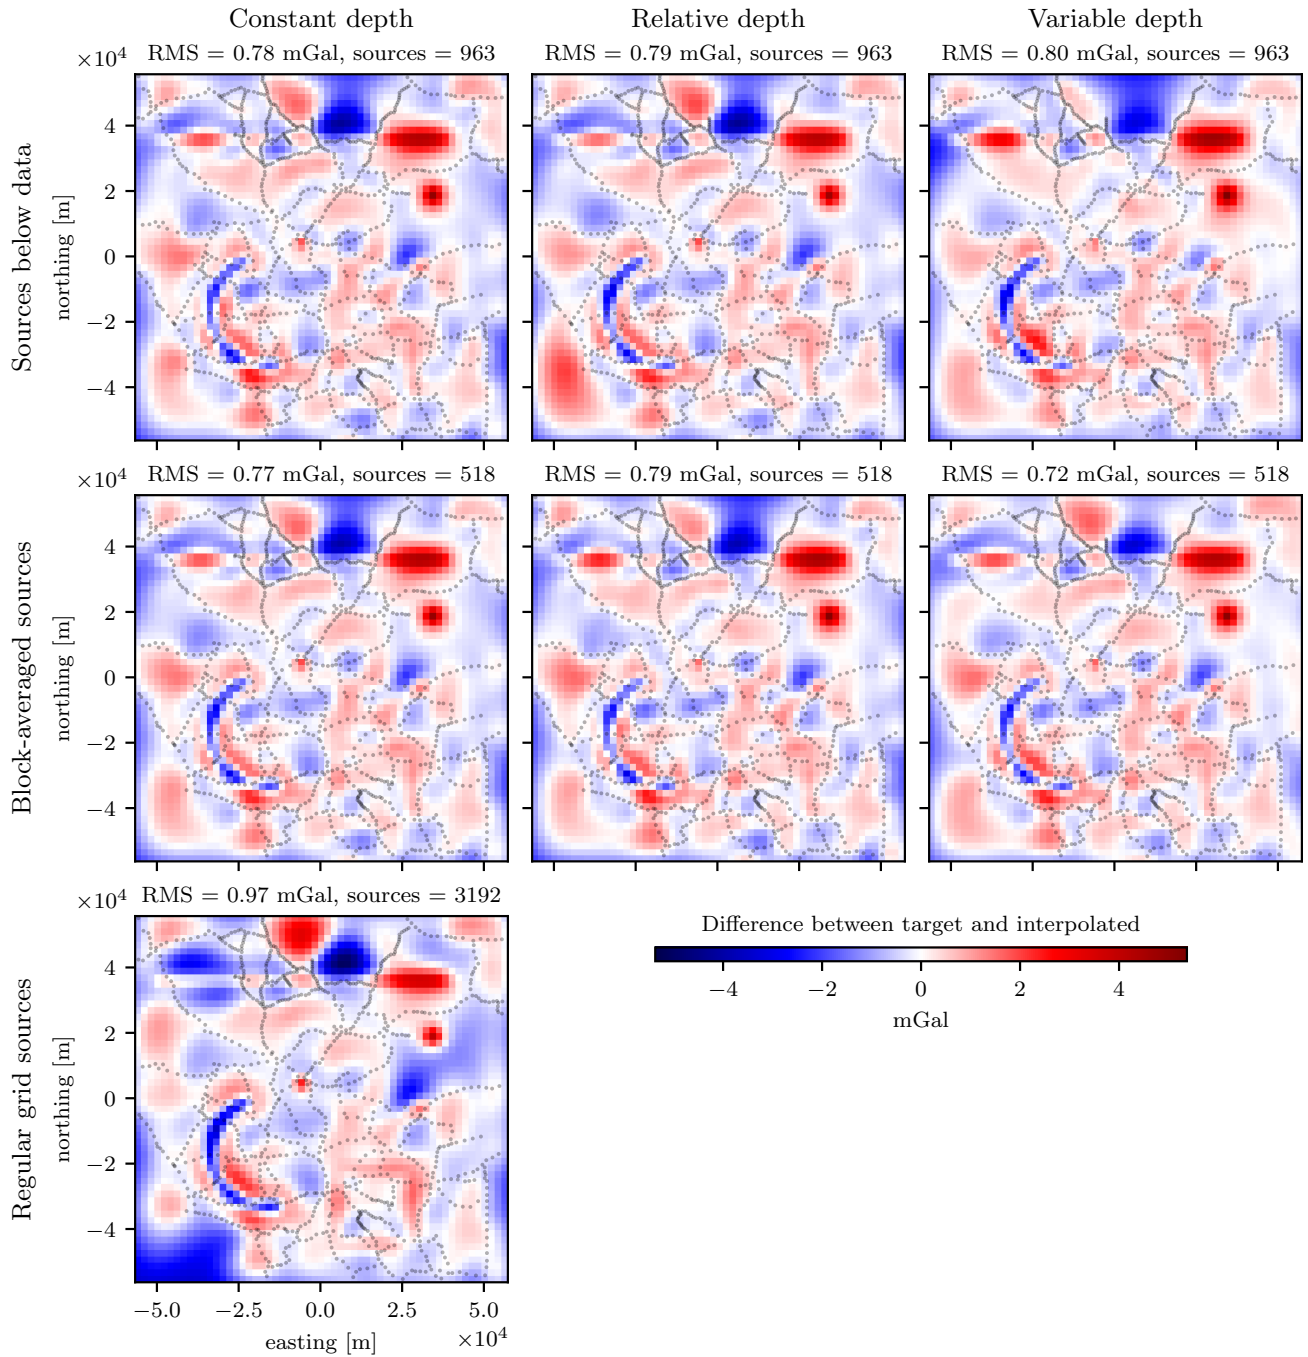 Constant depth
Relative depth
Variable depth
RMS = 0.78 mGal, sources = 963
RMS = 0.79 mGal, sources = 963
RMS = 0.80 mGal, sources = 963
×10⁴
4
2
0
−2
−4
northing [m]
Sources below data
RMS = 0.77 mGal, sources = 518
RMS = 0.79 mGal, sources = 518
RMS = 0.72 mGal, sources = 518
×10⁴
4
2
0
−2
−4
northing [m]
Block-averaged sources
RMS = 0.97 mGal, sources = 3192
×10⁴
4
2
0
−2
−4
northing [m]
Regular grid sources
−5.0 −2.5 0.0 2.5 5.0
×10⁴
easting [m]
Difference between target and interpolated
−4 −2 0 2 4
mGal